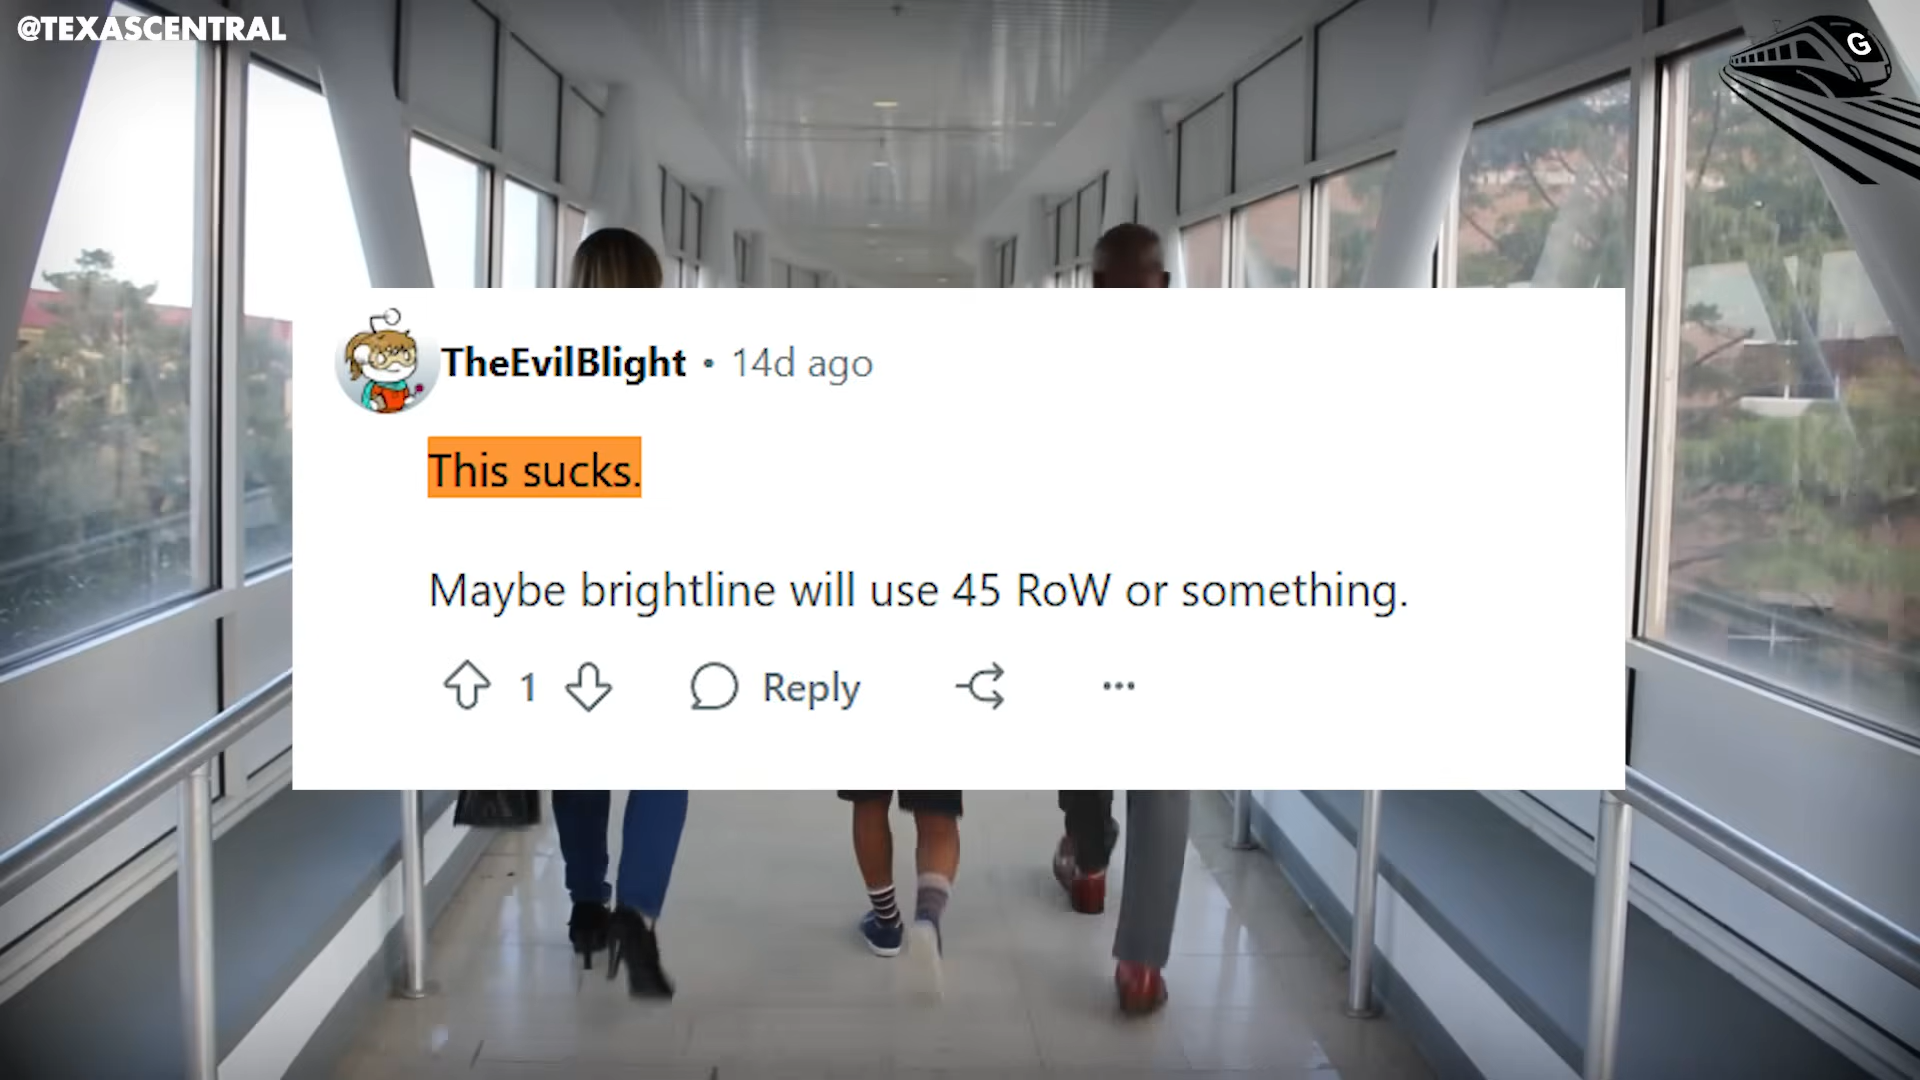 @TEXASCENTRAL
G
TheEvilBlight • 14d ago
This sucks.
Maybe brightline will use 45 RoW or something.
1 Reply ...